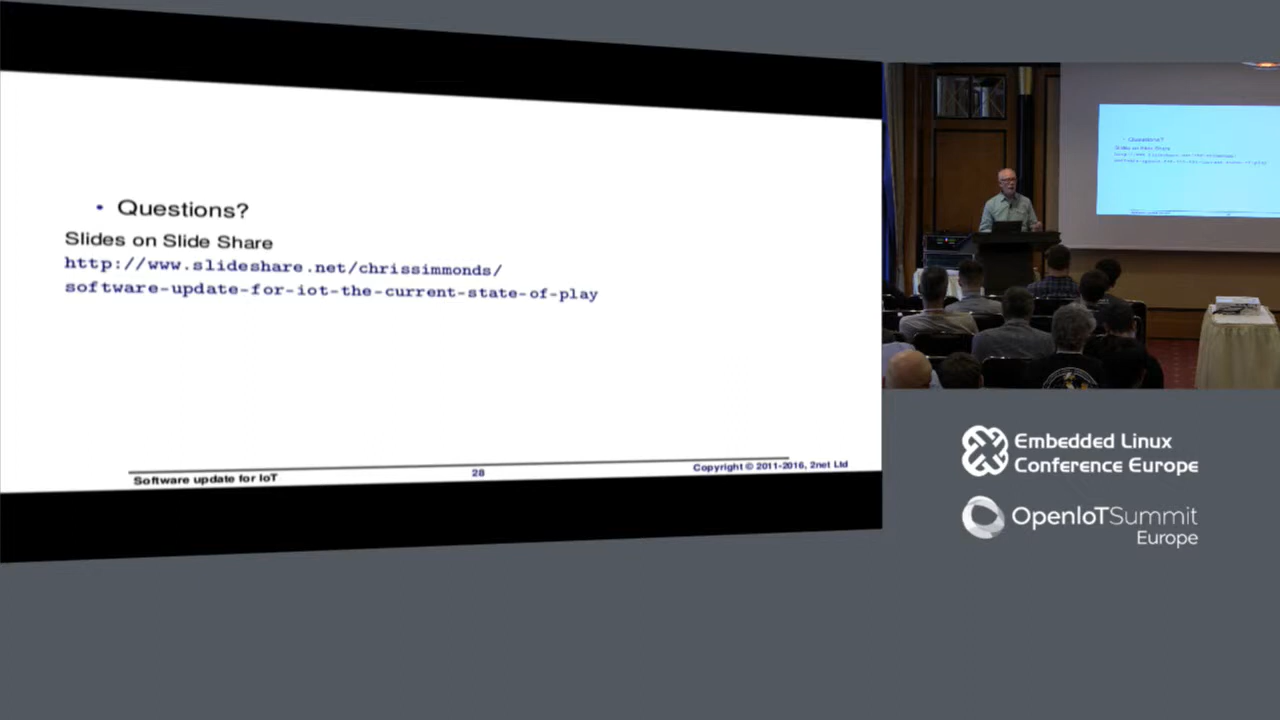 • Questions?
Slides on Slide Share
http://www.slideshare.net/chrissimmonds/
software-update-for-iot-the-current-state-of-play
Software update for IoT
28
Copyright © 2011-2016, 2net Ltd
Questions?
Embedded Linux
Conference Europe
OpenIoTSummit
Europe